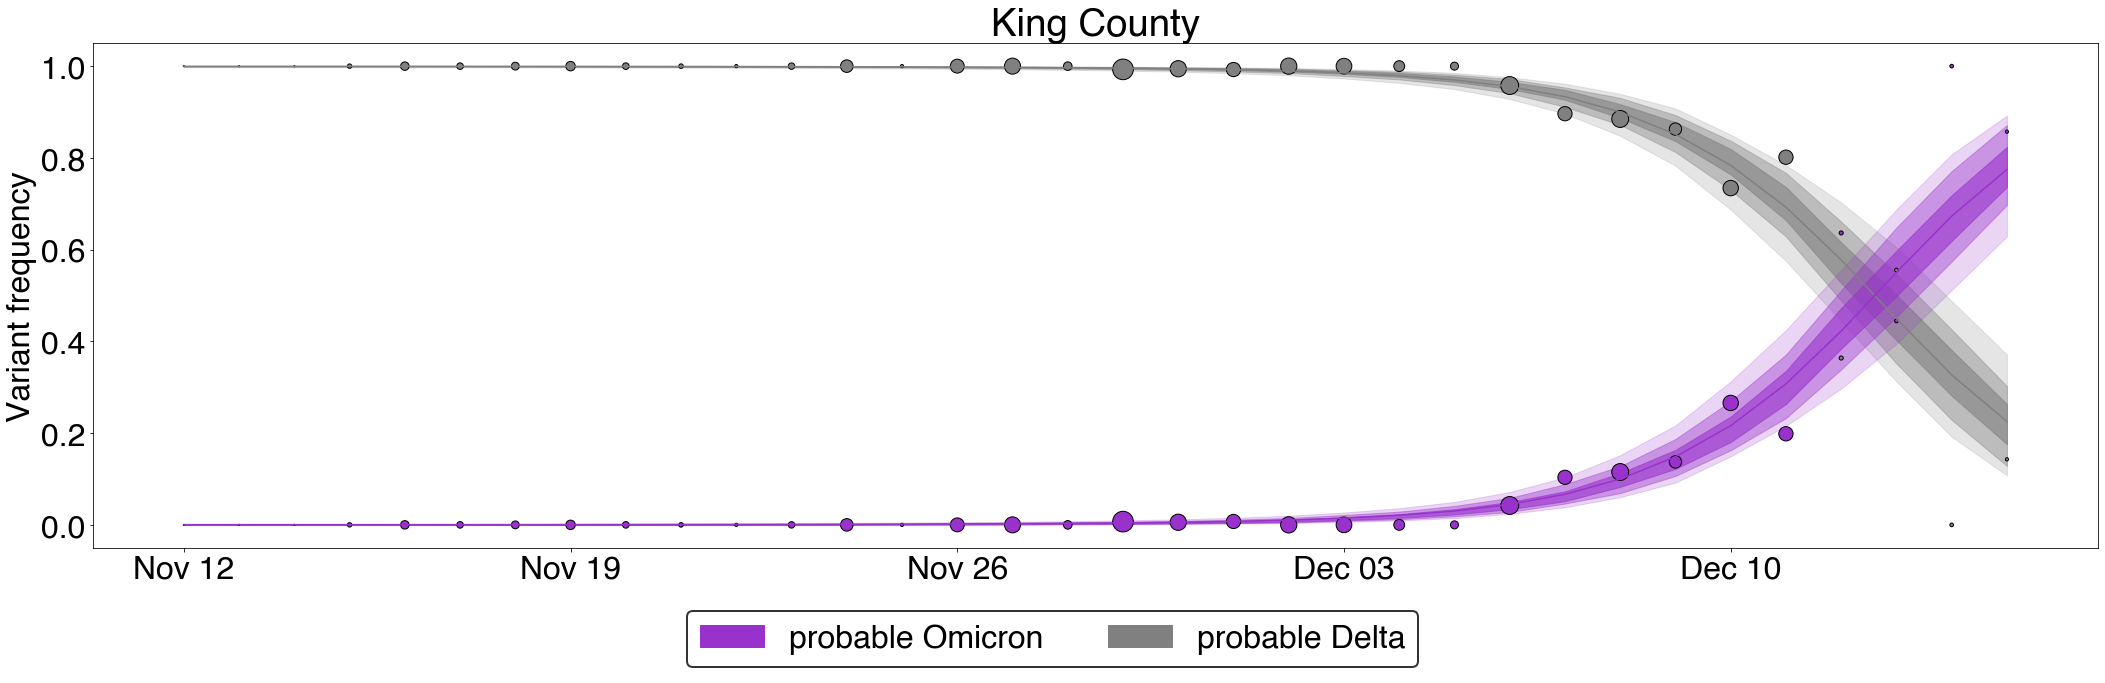 King County
Variant frequency
1.0
0.8
0.6
0.4
0.2
0.0
Nov 12 Nov 19 Nov 26 Dec 03 Dec 10
probable Omicron probable Delta